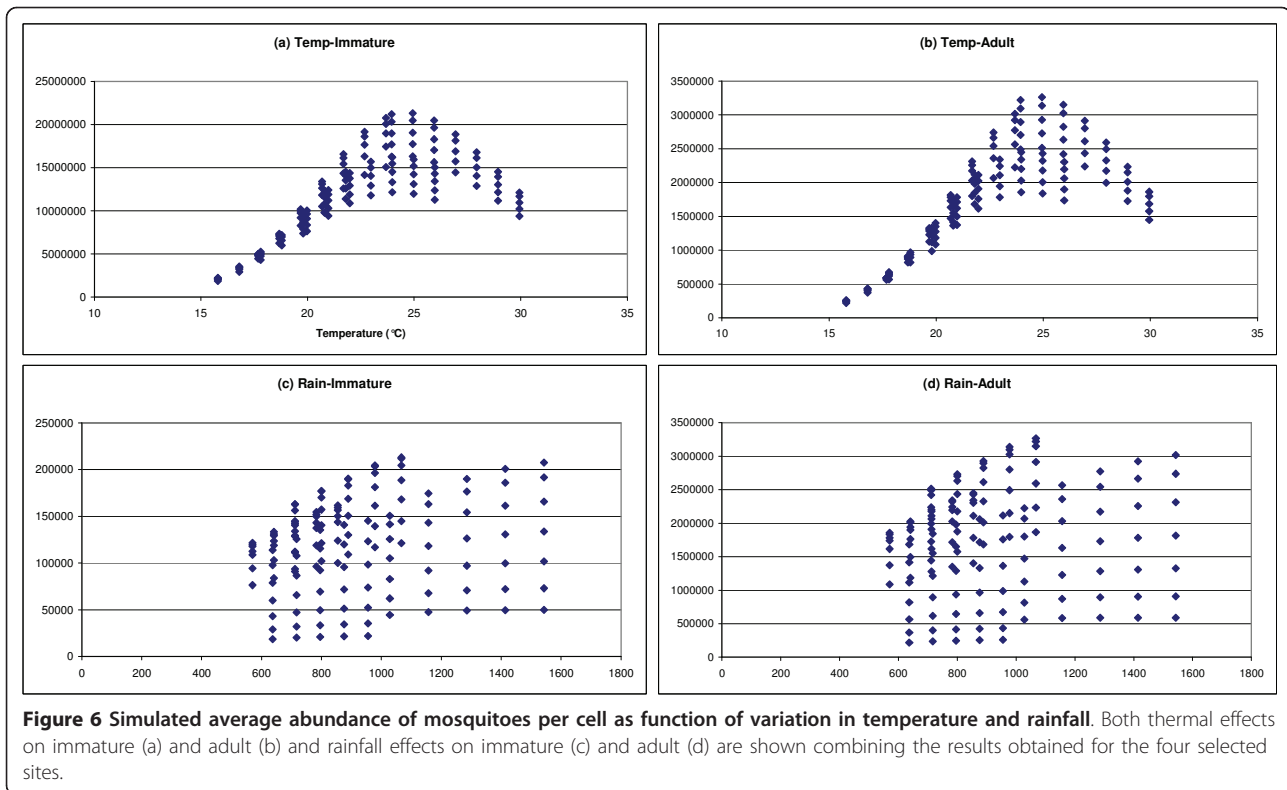 (a) Temp-Immature
25000000
20000000
15000000
10000000
5000000
0
10 15 20 25 30 35
Temperature (°C)
(b) Temp-Adult
3500000
3000000
2500000
2000000
1500000
1000000
500000
0
10 15 20 25 30 35
(c) Rain-Immature
250000
200000
150000
100000
50000
0
0 200 400 600 800 1000 1200 1400 1600 1800
(d) Rain-Adult
3500000
3000000
2500000
2000000
1500000
1000000
500000
0
0 200 400 600 800 1000 1200 1400 1600 1800
Figure 6 Simulated average abundance of mosquitoes per cell as function of variation in temperature and rainfall. Both thermal effects
on immature (a) and adult (b) and rainfall effects on immature (c) and adult (d) are shown combining the results obtained for the four selected
sites.